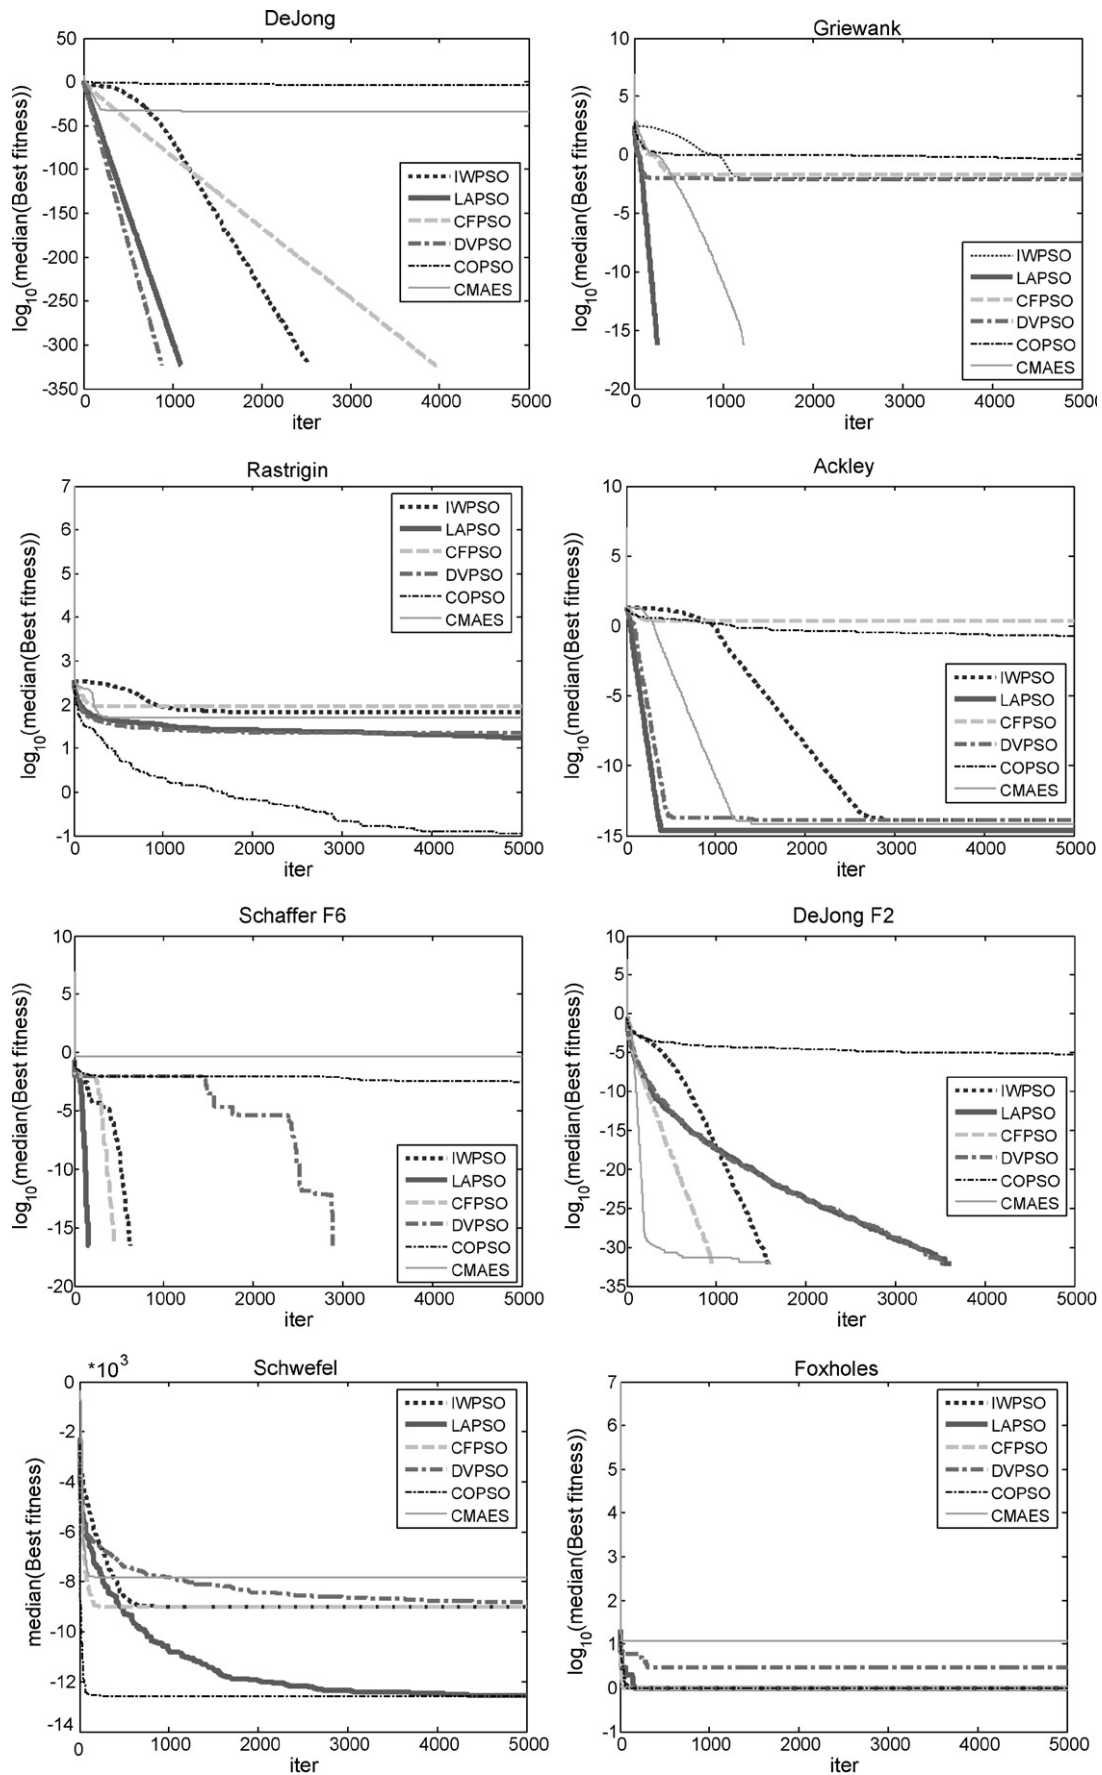 DeJong
log10(median(Best fitness))
50
0
-50
-100
-150
-200
-250
-300
-350
0 1000 2000 3000 4000 5000
iter
IWPSO
LAPSO
CFPSO
DVPSO
COPSO
CMAES
Griewank
log10(median(Best fitness))
10
5
0
-5
-10
-15
-20
0 1000 2000 3000 4000 5000
iter
IWPSO
LAPSO
CFPSO
DVPSO
COPSO
CMAES
Rastrigin
log10(median(Best fitness))
7
6
5
4
3
2
1
0
-1
0 1000 2000 3000 4000 5000
iter
IWPSO
LAPSO
CFPSO
DVPSO
COPSO
CMAES
Ackley
log10(median(Best fitness))
10
5
0
-5
-10
-15
0 1000 2000 3000 4000 5000
iter
IWPSO
LAPSO
CFPSO
DVPSO
COPSO
CMAES
Schaffer F6
log10(median(Best fitness))
10
5
0
-5
-10
-15
-20
0 1000 2000 3000 4000 5000
iter
IWPSO
LAPSO
CFPSO
DVPSO
COPSO
CMAES
DeJong F2
log10(median(Best fitness))
10
5
0
-5
-10
-15
-20
-25
-30
-35
0 1000 2000 3000 4000 5000
iter
IWPSO
LAPSO
CFPSO
DVPSO
COPSO
CMAES
*10^3
Schwefel
median(Best fitness)
0
-2
-4
-6
-8
-10
-12
-14
0 1000 2000 3000 4000 5000
iter
IWPSO
LAPSO
CFPSO
DVPSO
COPSO
CMAES
Foxholes
log10(median(Best fitness))
7
6
5
4
3
2
1
0
-1
0 1000 2000 3000 4000 5000
iter
IWPSO
LAPSO
CFPSO
DVPSO
COPSO
CMAES